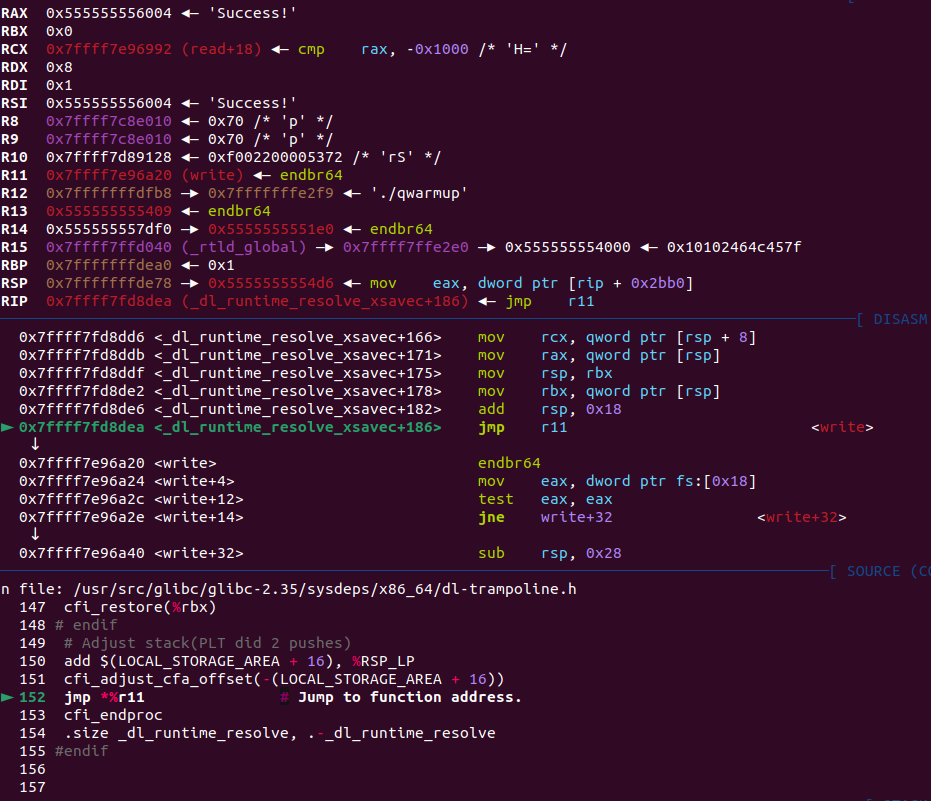 [
RAX 0x555555556004 ◂— 'Success!'
RBX 0x0
RCX 0x7ffff7e96992 (read+18) ◂— cmp rax, -0x1000 /* 'H=' */
RDX 0x8
RDI 0x1
RSI 0x555555556004 ◂— 'Success!'
R8 0x7ffff7c8e010 ◂— 0x70 /* 'p' */
R9 0x7ffff7c8e010 ◂— 0x70 /* 'p' */
R10 0x7ffff7d89128 ◂— 0xf002200005372 /* 'rS' */
R11 0x7ffff7e96a20 (write) ◂— endbr64
R12 0x7fffffffdfb8 —▸ 0x7fffffffe2f9 ◂— './qwarmup'
R13 0x555555555409 ◂— endbr64
R14 0x555555557df0 —▸ 0x5555555551e0 ◂— endbr64
R15 0x7ffff7ffd040 (_rtld_global) —▸ 0x7ffff7ffe2e0 —▸ 0x555555554000 ◂— 0x10102464c457f
RBP 0x7fffffffdea0 ◂— 0x1
RSP 0x7fffffffde78 —▸ 0x5555555554d6 ◂— mov eax, dword ptr [rip + 0x2bb0]
RIP 0x7ffff7fd8dea (_dl_runtime_resolve_xsavec+186) ◂— jmp r11
[ DISASM
0x7ffff7fd8dd6 <_dl_runtime_resolve_xsavec+166> mov rcx, qword ptr [rsp + 8]
0x7ffff7fd8ddb <_dl_runtime_resolve_xsavec+171> mov rax, qword ptr [rsp]
0x7ffff7fd8ddf <_dl_runtime_resolve_xsavec+175> mov rsp, rbx
0x7ffff7fd8de2 <_dl_runtime_resolve_xsavec+178> mov rbx, qword ptr [rsp]
0x7ffff7fd8de6 <_dl_runtime_resolve_xsavec+182> add rsp, 0x18
► 0x7ffff7fd8dea <_dl_runtime_resolve_xsavec+186> jmp r11 <write>
↓
0x7ffff7e96a20 <write> endbr64
0x7ffff7e96a24 <write+4> mov eax, dword ptr fs:[0x18]
0x7ffff7e96a2c <write+12> test eax, eax
0x7ffff7e96a2e <write+14> jne write+32 <write+32>
↓
0x7ffff7e96a40 <write+32> sub rsp, 0x28
[ SOURCE (CO
n file: /usr/src/glibc/glibc-2.35/sysdeps/x86_64/dl-trampoline.h
147 cfi_restore(%rbx)
148 # endif
149 # Adjust stack(PLT did 2 pushes)
150 add $(LOCAL_STORAGE_AREA + 16), %RSP_LP
151 cfi_adjust_cfa_offset(-(LOCAL_STORAGE_AREA + 16))
► 152 jmp *%r11 # Jump to function address.
153 cfi_endproc
154 .size _dl_runtime_resolve, .-_dl_runtime_resolve
155 #endif
156
157